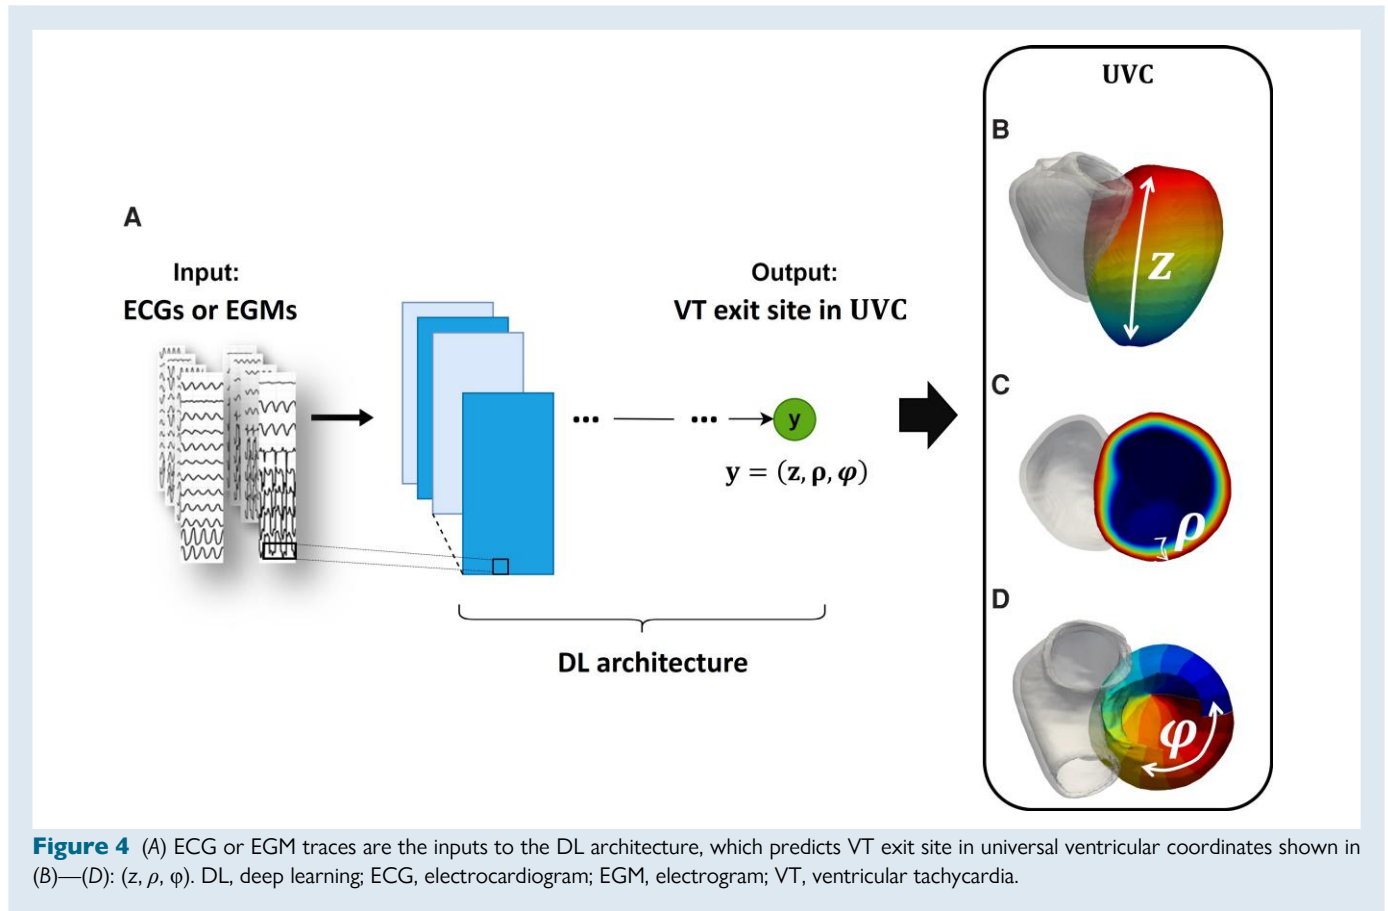 A
Input:
ECGs or EGMs
Output:
VT exit site in UVC
... ...
y
y = (z, ρ, φ)
DL architecture
UVC
B
z
C
ρ
D
φ
Figure 4 (A) ECG or EGM traces are the inputs to the DL architecture, which predicts VT exit site in universal ventricular coordinates shown in
(B)—(D): (z, ρ, φ). DL, deep learning; ECG, electrocardiogram; EGM, electrogram; VT, ventricular tachycardia.